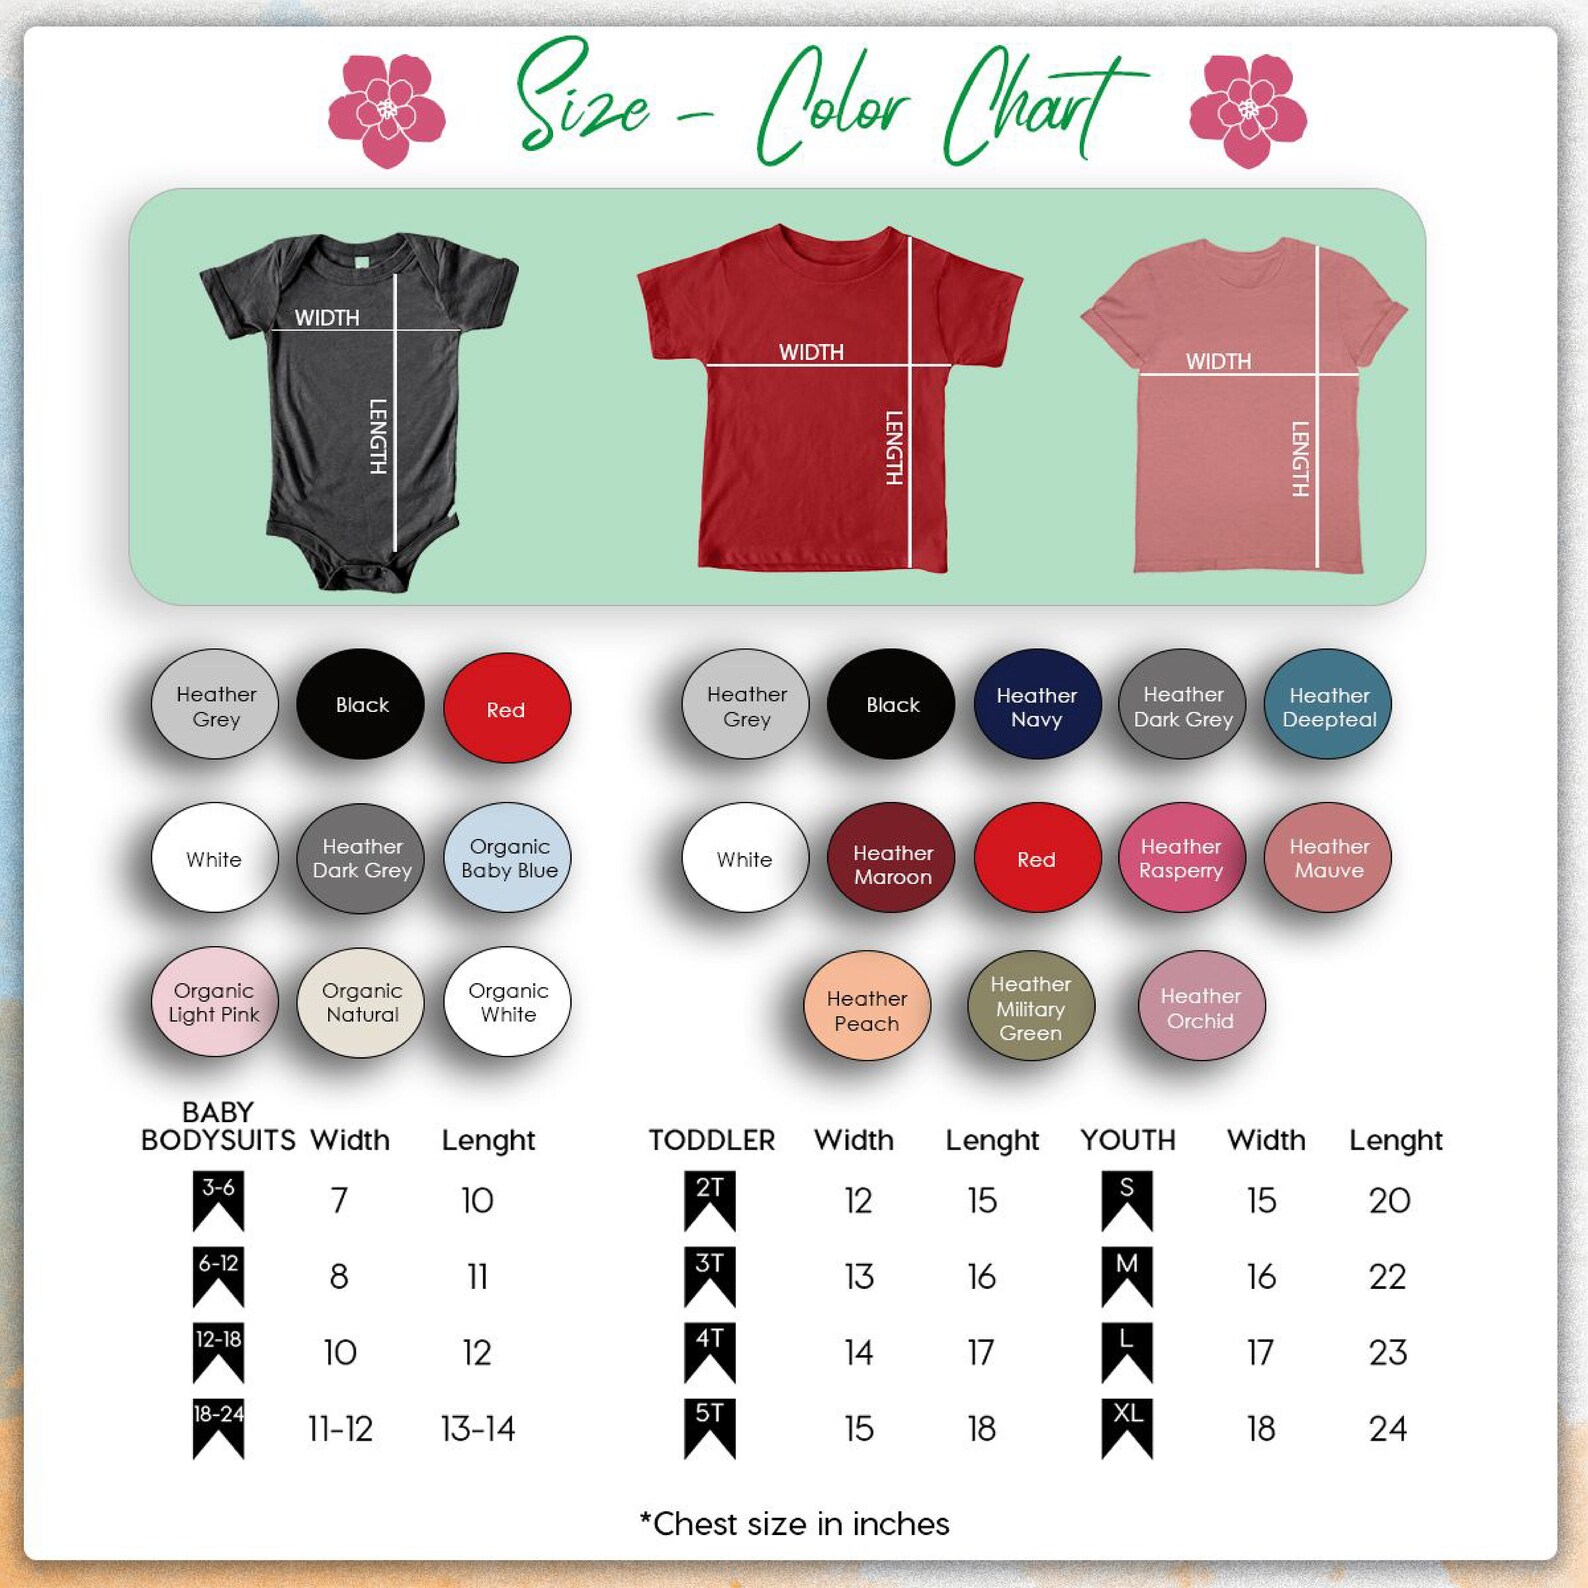 Size - Color Chart
WIDTH
LENGTH
WIDTH
LENGTH
WIDTH
LENGTH
Heather
Grey
Black
Red
White
Heather
Dark Grey
Organic
Baby Blue
Organic
Light Pink
Organic
Natural
Organic
White
Heather
Grey
Black
Heather
Navy
Heather
Dark Grey
Heather
Deepteal
White
Heather
Maroon
Red
Heather
Rasperry
Heather
Mauve
Heather
Peach
Heather
Military
Green
Heather
Orchid
BABY
BODYSUITS Width Lenght
3-6 7 10
6-12 8 11
12-18 10 12
18-24 11-12 13-14
TODDLER Width Lenght
2T 12 15
3T 13 16
4T 14 17
5T 15 18
YOUTH Width Lenght
S 15 20
M 16 22
L 17 23
XL 18 24
*Chest size in inches